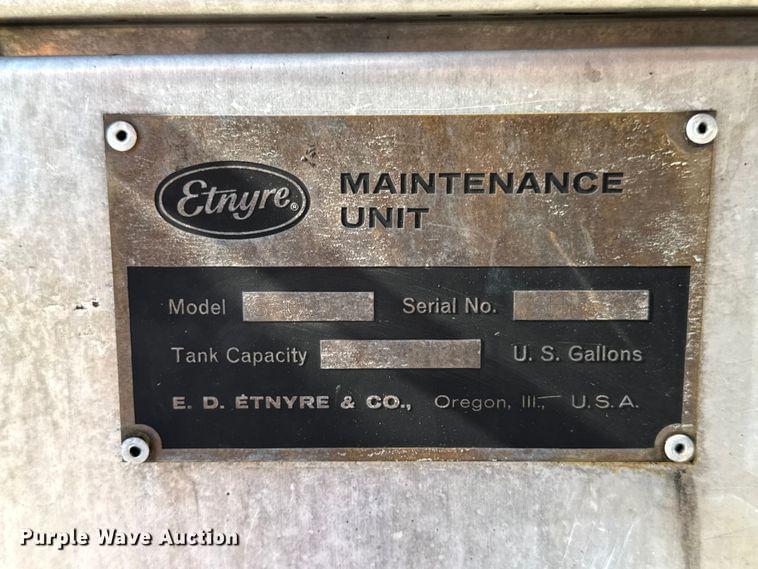 Etnyre®
MAINTENANCE
UNIT
Model Serial No.
Tank Capacity U. S. Gallons
E. D. ETNYRE & CO., Oregon, Ill., U. S. A.
Purple Wave Auction